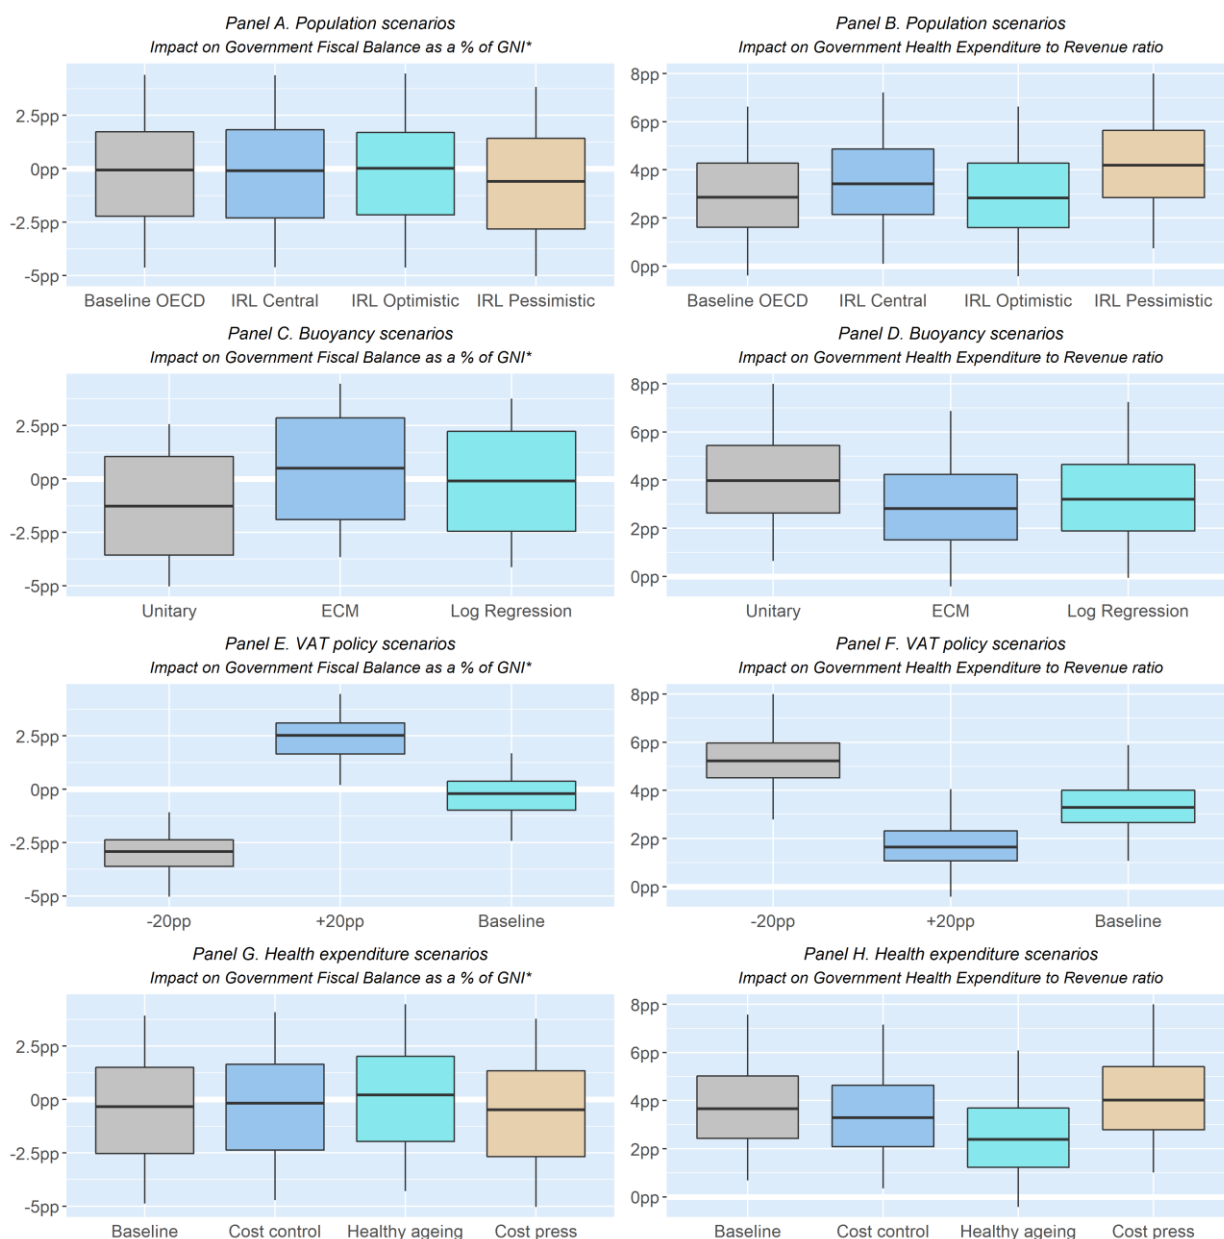 Panel A. Population scenarios
Impact on Government Fiscal Balance as a % of GNI*
2.5pp
0pp
-2.5pp
-5pp
Baseline OECD
IRL Central
IRL Optimistic
IRL Pessimistic
Panel B. Population scenarios
Impact on Government Health Expenditure to Revenue ratio
8pp
6pp
4pp
2pp
0pp
Baseline OECD
IRL Central
IRL Optimistic
IRL Pessimistic
Panel C. Buoyancy scenarios
Impact on Government Fiscal Balance as a % of GNI*
2.5pp
0pp
-2.5pp
-5pp
Unitary
ECM
Log Regression
Panel D. Buoyancy scenarios
Impact on Government Health Expenditure to Revenue ratio
8pp
6pp
4pp
2pp
0pp
Unitary
ECM
Log Regression
Panel E. VAT policy scenarios
Impact on Government Fiscal Balance as a % of GNI*
2.5pp
0pp
-2.5pp
-5pp
-20pp
+20pp
Baseline
Panel F. VAT policy scenarios
Impact on Government Health Expenditure to Revenue ratio
8pp
6pp
4pp
2pp
0pp
-20pp
+20pp
Baseline
Panel G. Health expenditure scenarios
Impact on Government Fiscal Balance as a % of GNI*
2.5pp
0pp
-2.5pp
-5pp
Baseline
Cost control
Healthy ageing
Cost press
Panel H. Health expenditure scenarios
Impact on Government Health Expenditure to Revenue ratio
8pp
6pp
4pp
2pp
0pp
Baseline
Cost control
Healthy ageing
Cost press